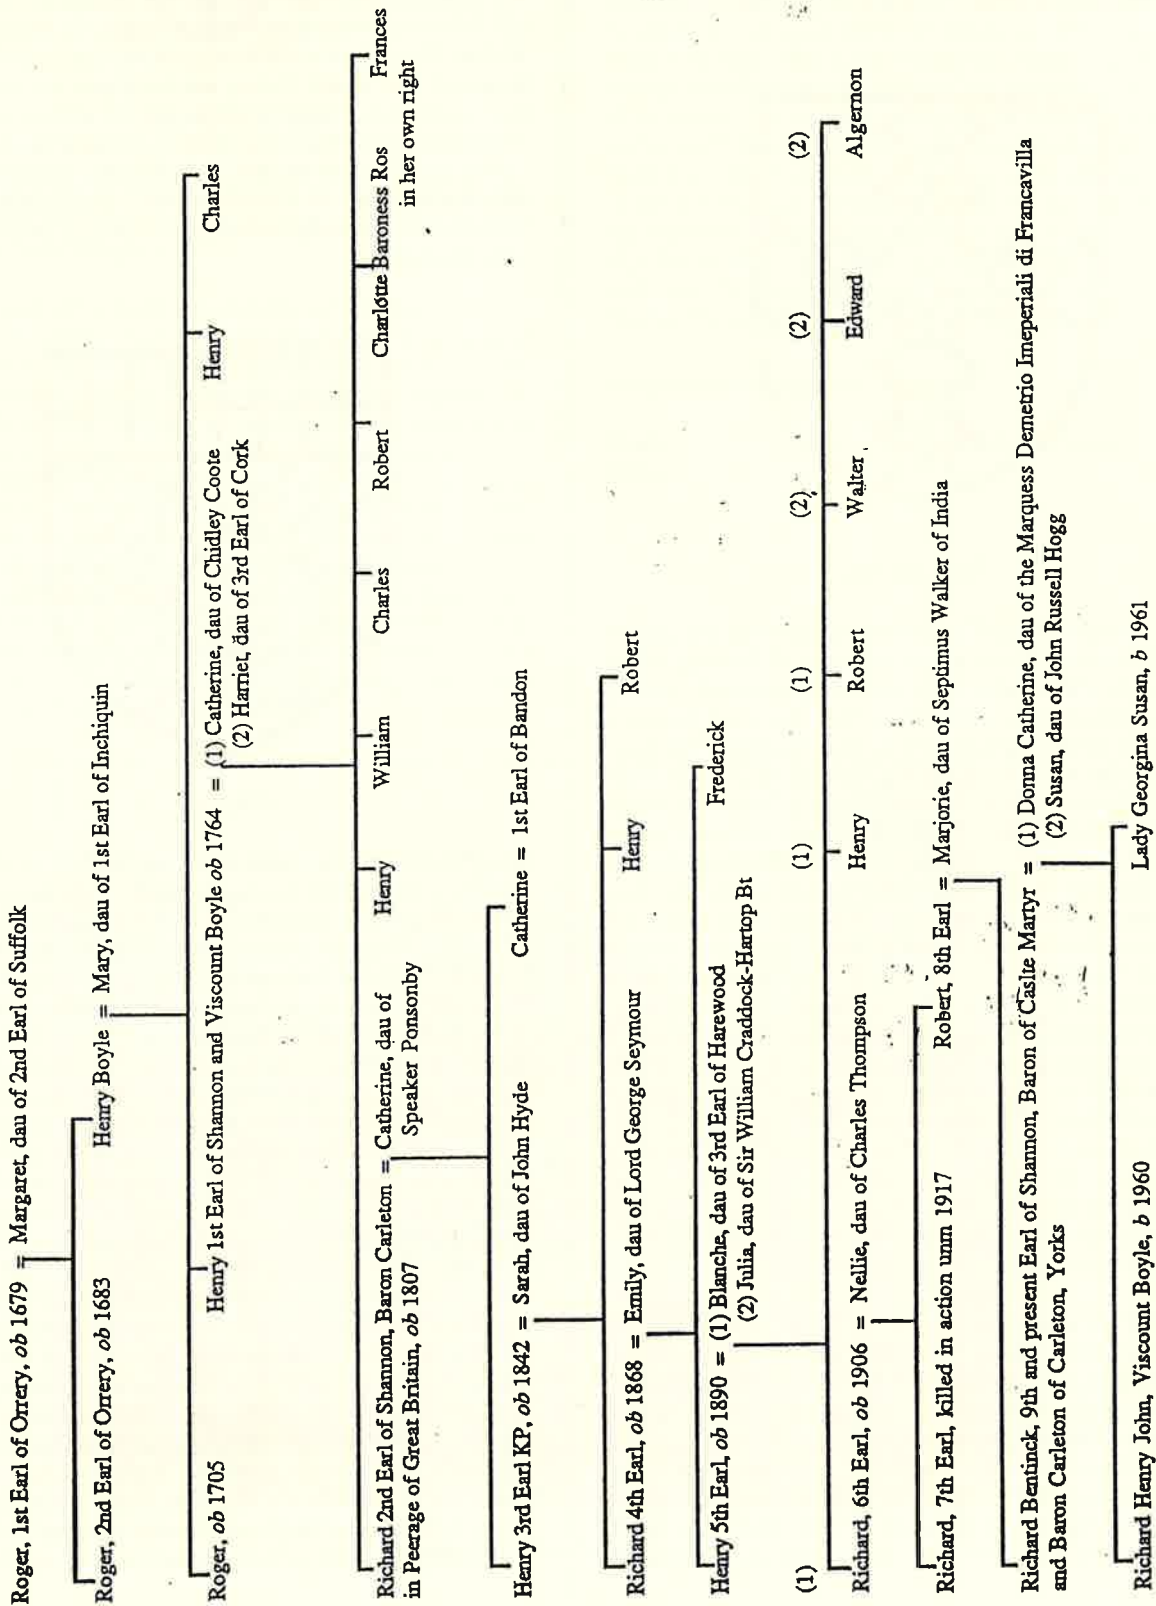 Roger, 1st Earl of Orrery, ob 1679 = Margaret, dau of 2nd Earl of Suffolk
Roger, 2nd Earl of Orrery, ob 1683
Henry Boyle = Mary, dau of 1st Earl of Inchiquin
Roger, ob 1705
Henry 1st Earl of Shannon and Viscount Boyle ob 1764 = (1) Catherine, dau of Chidley Coote
(2) Harriet, dau of 3rd Earl of Cork
Henry
Charles
Richard 2nd Earl of Shannon, Baron Carleton = Catherine, dau of
in Peerage of Great Britain, ob 1807
Speaker Ponsonby
Henry
William
Charles
Robert
Charlotte Baroness Ros
in her own right
Frances
Henry 3rd Earl KP, ob 1842 = Sarah, dau of John Hyde
Catherine = 1st Earl of Bandon
Richard 4th Earl, ob 1868 = Emily, dau of Lord George Seymour
Henry
Robert
Henry 5th Earl, ob 1890 = (1) Blanche, dau of 3rd Earl of Harewood
(2) Julia, dau of Sir William Craddock-Hartop Bt
Frederick
(1)
(1)
(1)
(2)
(2)
(2)
Richard, 6th Earl, ob 1906 = Nellie, dau of Charles Thompson
Henry
Robert
Walter
Edward
Algernon
Richard, 7th Earl, killed in action unm 1917
Robert, 8th Earl = Marjorie, dau of Septimus Walker of India
Richard Bentinck, 9th and present Earl of Shannon, Baron of Caslte Martyr = (1) Donna Catherine, dau of the Marquess Demetrio Imeperiali di Francavilla
and Baron Carleton of Carleton, Yorks
(2) Susan, dau of John Russell Hogg
Richard Henry John, Viscount Boyle, b 1960
Lady Georgina Susan, b 1961